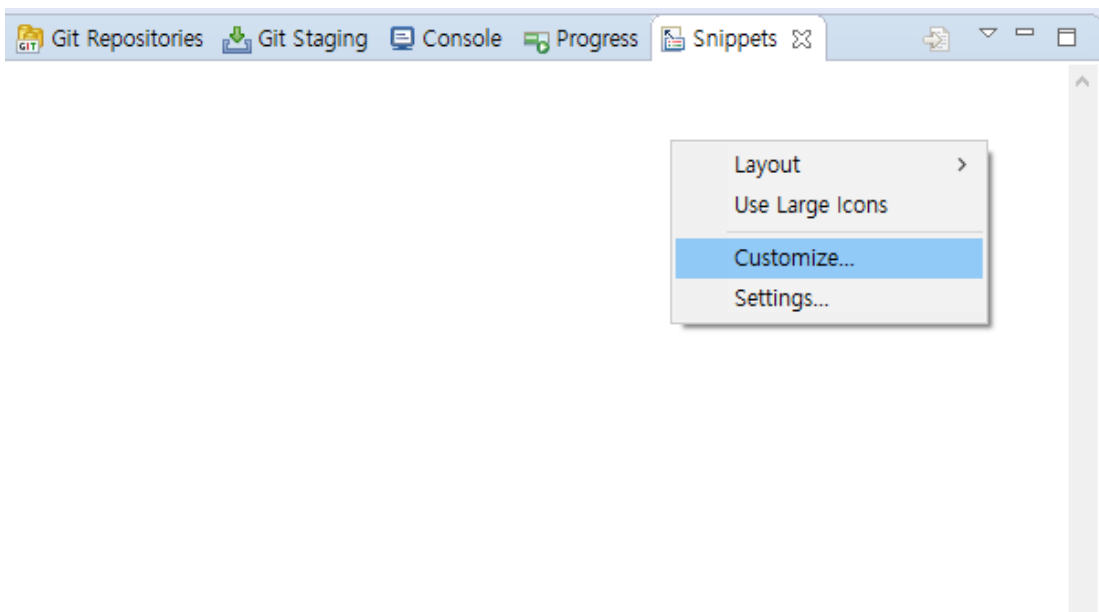 Git Repositories Git Staging Console Progress Snippets
Layout
Use Large Icons
Customize...
Settings...